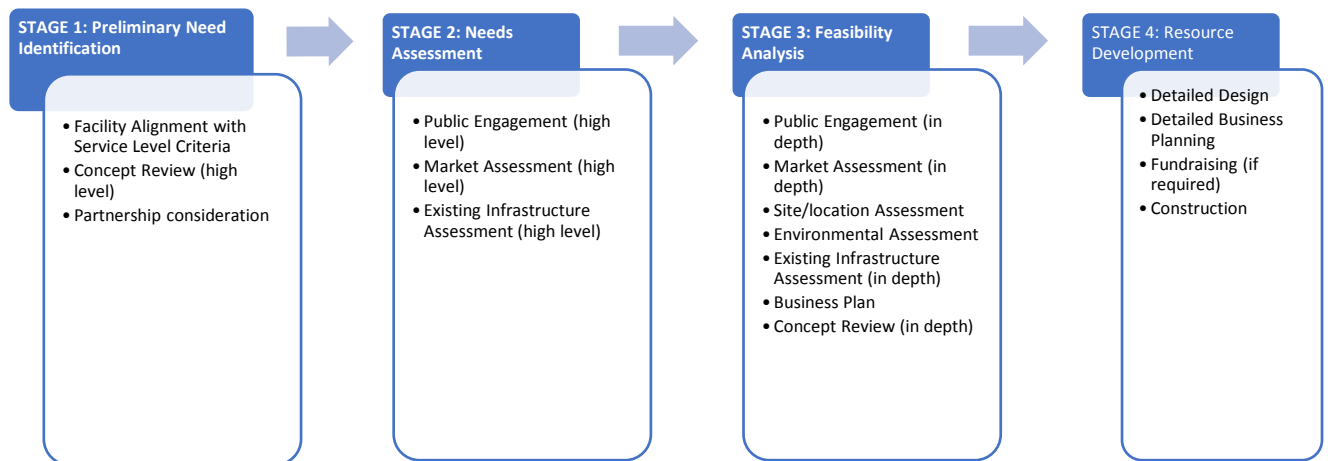 STAGE 1: Preliminary Need
Identification
• Facility Alignment with
Service Level Criteria
• Concept Review (high
level)
• Partnership consideration
STAGE 2: Needs
Assessment
• Public Engagement (high
level)
• Market Assessment (high
level)
• Existing Infrastructure
Assessment (high level)
STAGE 3: Feasibility
Analysis
• Public Engagement (in
depth)
• Market Assessment (in
depth)
• Site/location Assessment
• Environmental Assessment
• Existing Infrastructure
Assessment (in depth)
• Business Plan
• Concept Review (in depth)
STAGE 4: Resource
Development
• Detailed Design
• Detailed Business
Planning
• Fundraising (if
required)
• Construction